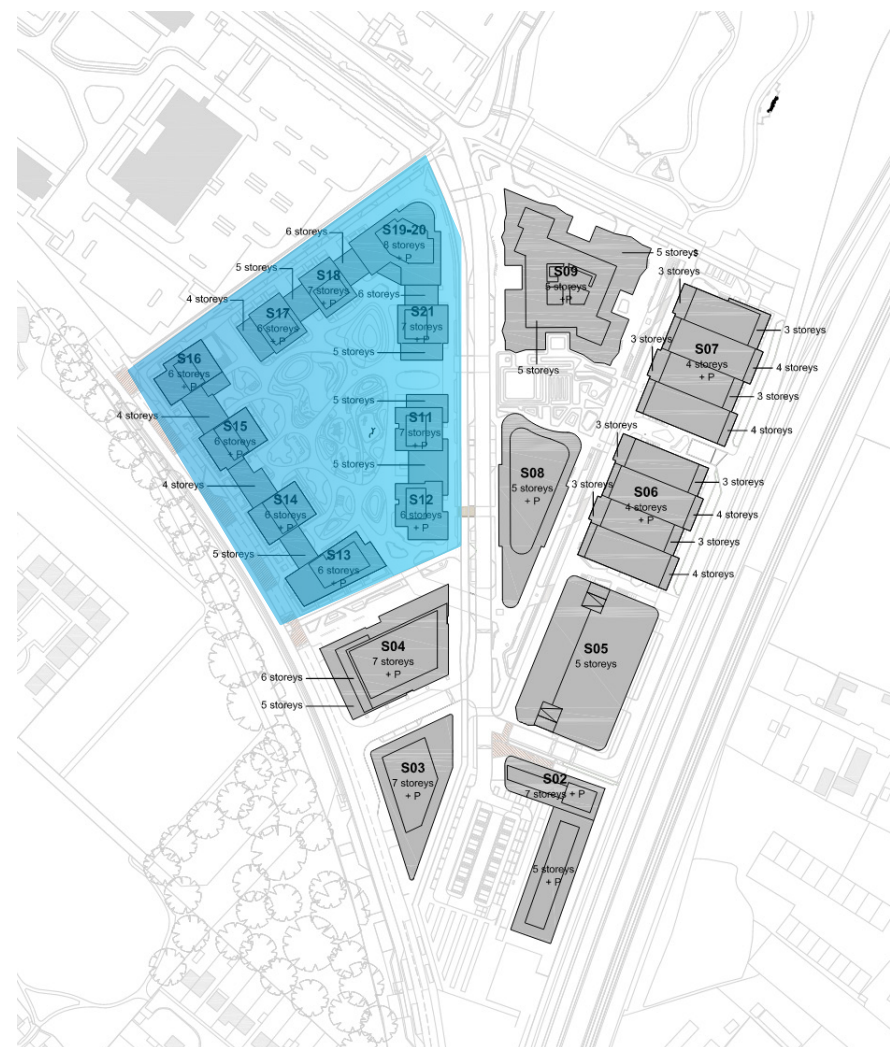 6 storeys
S19-20
8 storeys
+ P
5 storeys
S18
7 storeys
+ P
4 storeys
S17
6 storeys
+ P
6 storeys
S21
7 storeys
+ P
5 storeys
S16
6 storeys
+ P
4 storeys
S15
6 storeys
+ P
4 storeys
S14
6 storeys
+ P
5 storeys
S13
6 storeys
+ P
5 storeys
S11
7 storeys
+ P
5 storeys
S12
6 storeys
+ P
S09
5 storeys
+P
5 storeys
5 storeys
3 storeys
3 storeys
S07
4 storeys
+ P
3 storeys
4 storeys
3 storeys
4 storeys
S08
5 storeys
+ P
3 storeys
3 storeys
S06
4 storeys
+ P
3 storeys
4 storeys
3 storeys
4 storeys
S05
5 storeys
S04
7 storeys
+ P
6 storeys
5 storeys
S03
7 storeys
+ P
S02
7 storeys + P
5 storeys
+ P